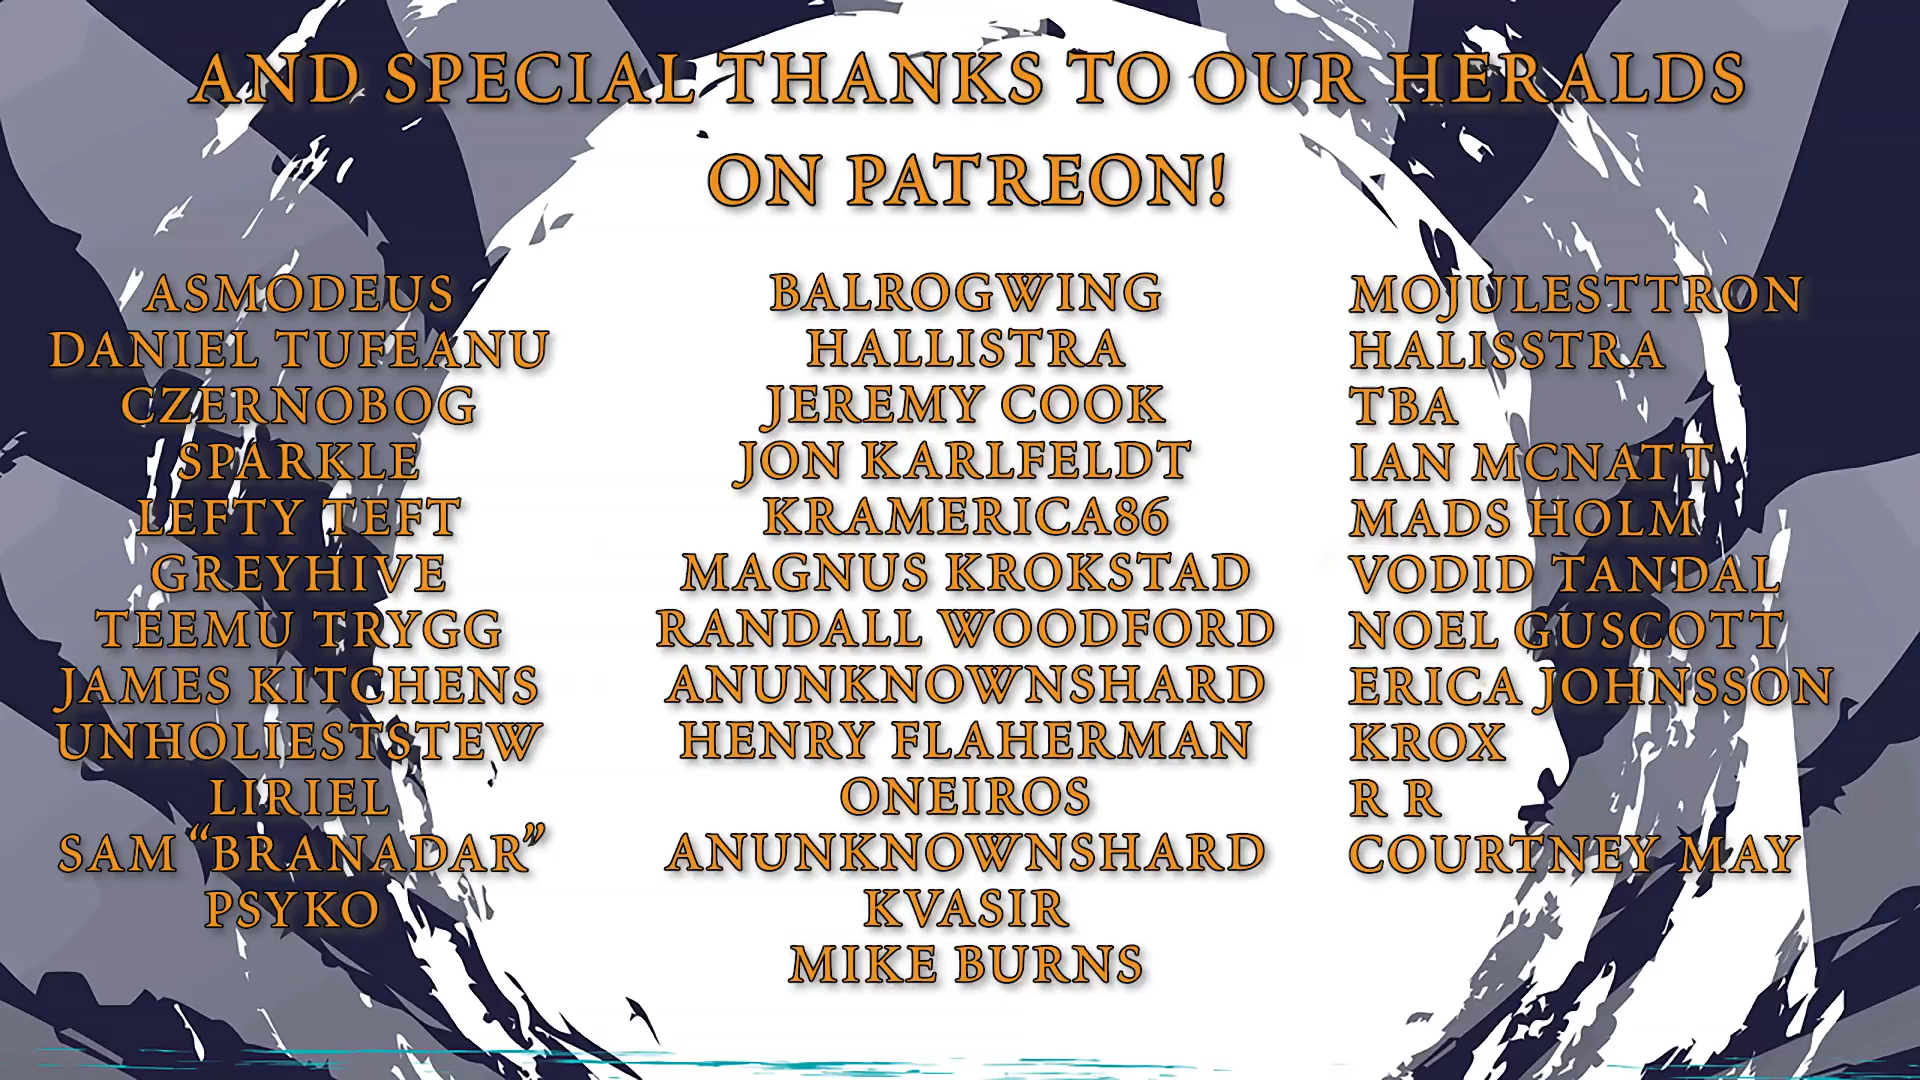 AND SPECIAL THANKS TO OUR HERALDS
ON PATREON!
ASMODEUS
DANIEL TUFEANU
CZERNOBOG
SPARKLE
LEFTY TEFT
GREYHIVE
TEEMU TRYGG
JAMES KITCHENS
UNHOLIESTSTEW
LIRIEL
SAM “BRANADAR”
PSYKO
BALROGWING
HALLISTRA
JEREMY COOK
JON KARLFELDT
KRAMERICA86
MAGNUS KROKSTAD
RANDALL WOODFORD
ANUNKNOWNSHARD
HENRY FLAHERMAN
ONEIROS
ANUNKNOWNSHARD
KVASIR
MIKE BURNS
MOJULESTTRON
HALISSTRA
TBA
IAN MCNATT
MADS HOLM
VODID TANDAL
NOEL GUSCOTT
ERICA JOHNSSON
KROX
R R
COURTNEY MAY